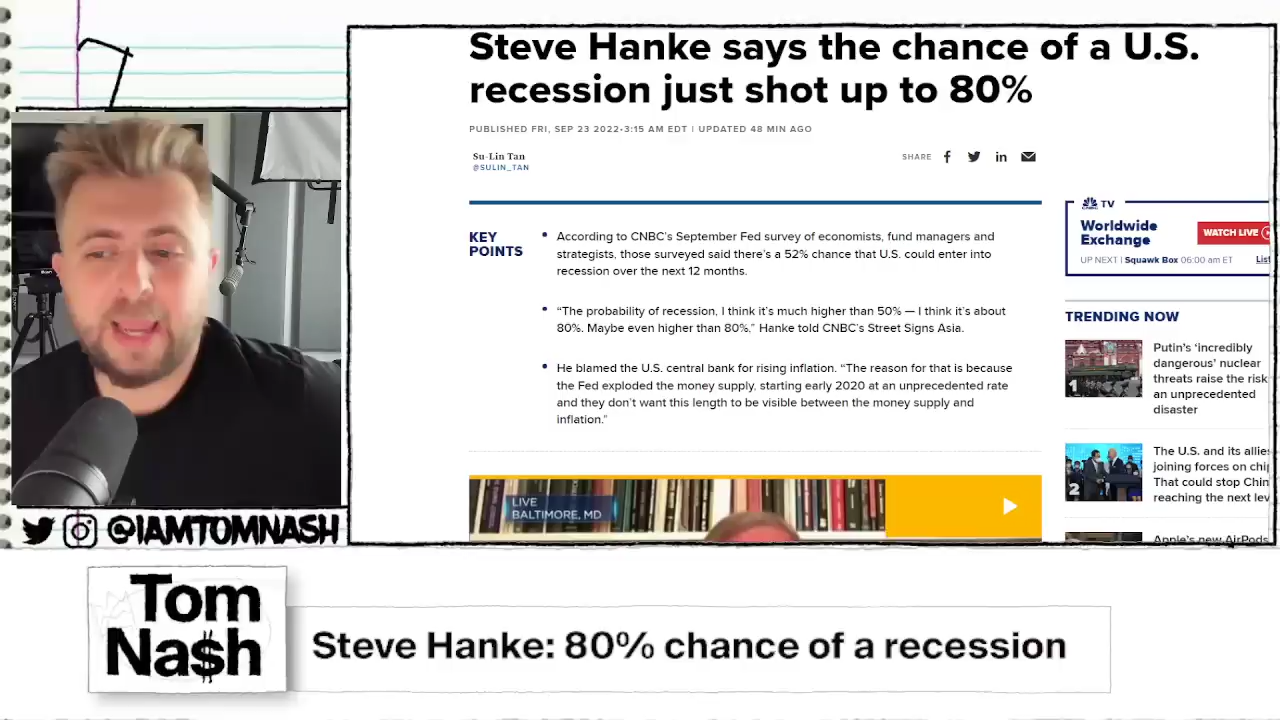 Steve Hanke says the chance of a U.S.
recession just shot up to 80%
PUBLISHED FRI, SEP 23 2022•3:15 AM EDT | UPDATED 48 MIN AGO
Su-Lin Tan
@SULIN_TAN
SHARE
KEY
POINTS
According to CNBC's September Fed survey of economists, fund managers and
strategists, those surveyed said there's a 52% chance that U.S. could enter into
recession over the next 12 months.
“The probability of recession, I think it's much higher than 50% — I think it's about
80%. Maybe even higher than 80%,” Hanke told CNBC's Street Signs Asia.
He blamed the U.S. central bank for rising inflation. “The reason for that is because
the Fed exploded the money supply, starting early 2020 at an unprecedented rate
and they don't want this length to be visible between the money supply and
inflation.”
LIVE
BALTIMORE, MD
CNBC TV
Worldwide
Exchange
WATCH LIVE
UP NEXT | Squawk Box 06:00 am ET
List
TRENDING NOW
1
Putin's ‘incredibly
dangerous’ nuclear
threats raise the risk
an unprecedented
disaster
2
The U.S. and its allies
joining forces on chip
That could stop Chin
reaching the next lev
Apple's new AirPods
@IAMTOMNASH
Tom
Na$h
Steve Hanke: 80% chance of a recession